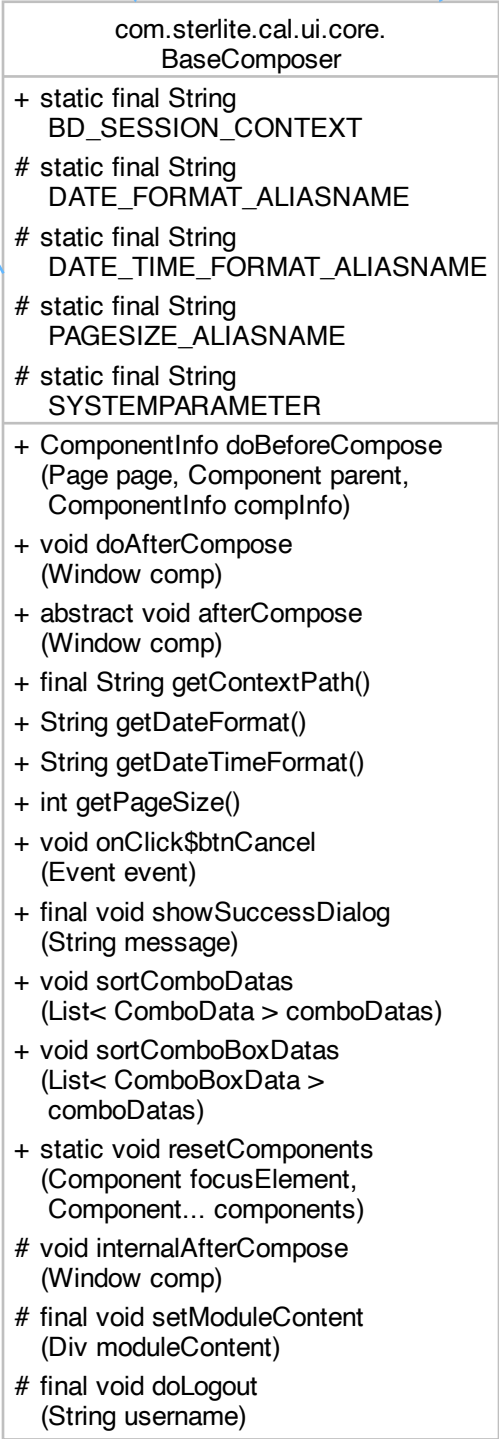 com.sterlite.cal.ui.core.
BaseComposer
+ static final String
BD_SESSION_CONTEXT
# static final String
DATE_FORMAT_ALIASNAME
# static final String
DATE_TIME_FORMAT_ALIASNAME
# static final String
PAGESIZE_ALIASNAME
# static final String
SYSTEMPARAMETER
+ ComponentInfo doBeforeCompose
(Page page, Component parent,
ComponentInfo compInfo)
+ void doAfterCompose
(Window comp)
+ abstract void afterCompose
(Window comp)
+ final String getContextPath()
+ String getDateFormat()
+ String getDateTimeFormat()
+ int getPageSize()
+ void onClick$btnCancel
(Event event)
+ final void showSuccessDialog
(String message)
+ void sortComboDatas
(List< ComboData > comboDatas)
+ void sortComboBoxDatas
(List< ComboBoxData >
comboDatas)
+ static void resetComponents
(Component focusElement,
Component... components)
# void internalAfterCompose
(Window comp)
# final void setModuleContent
(Div moduleContent)
# final void doLogout
(String username)